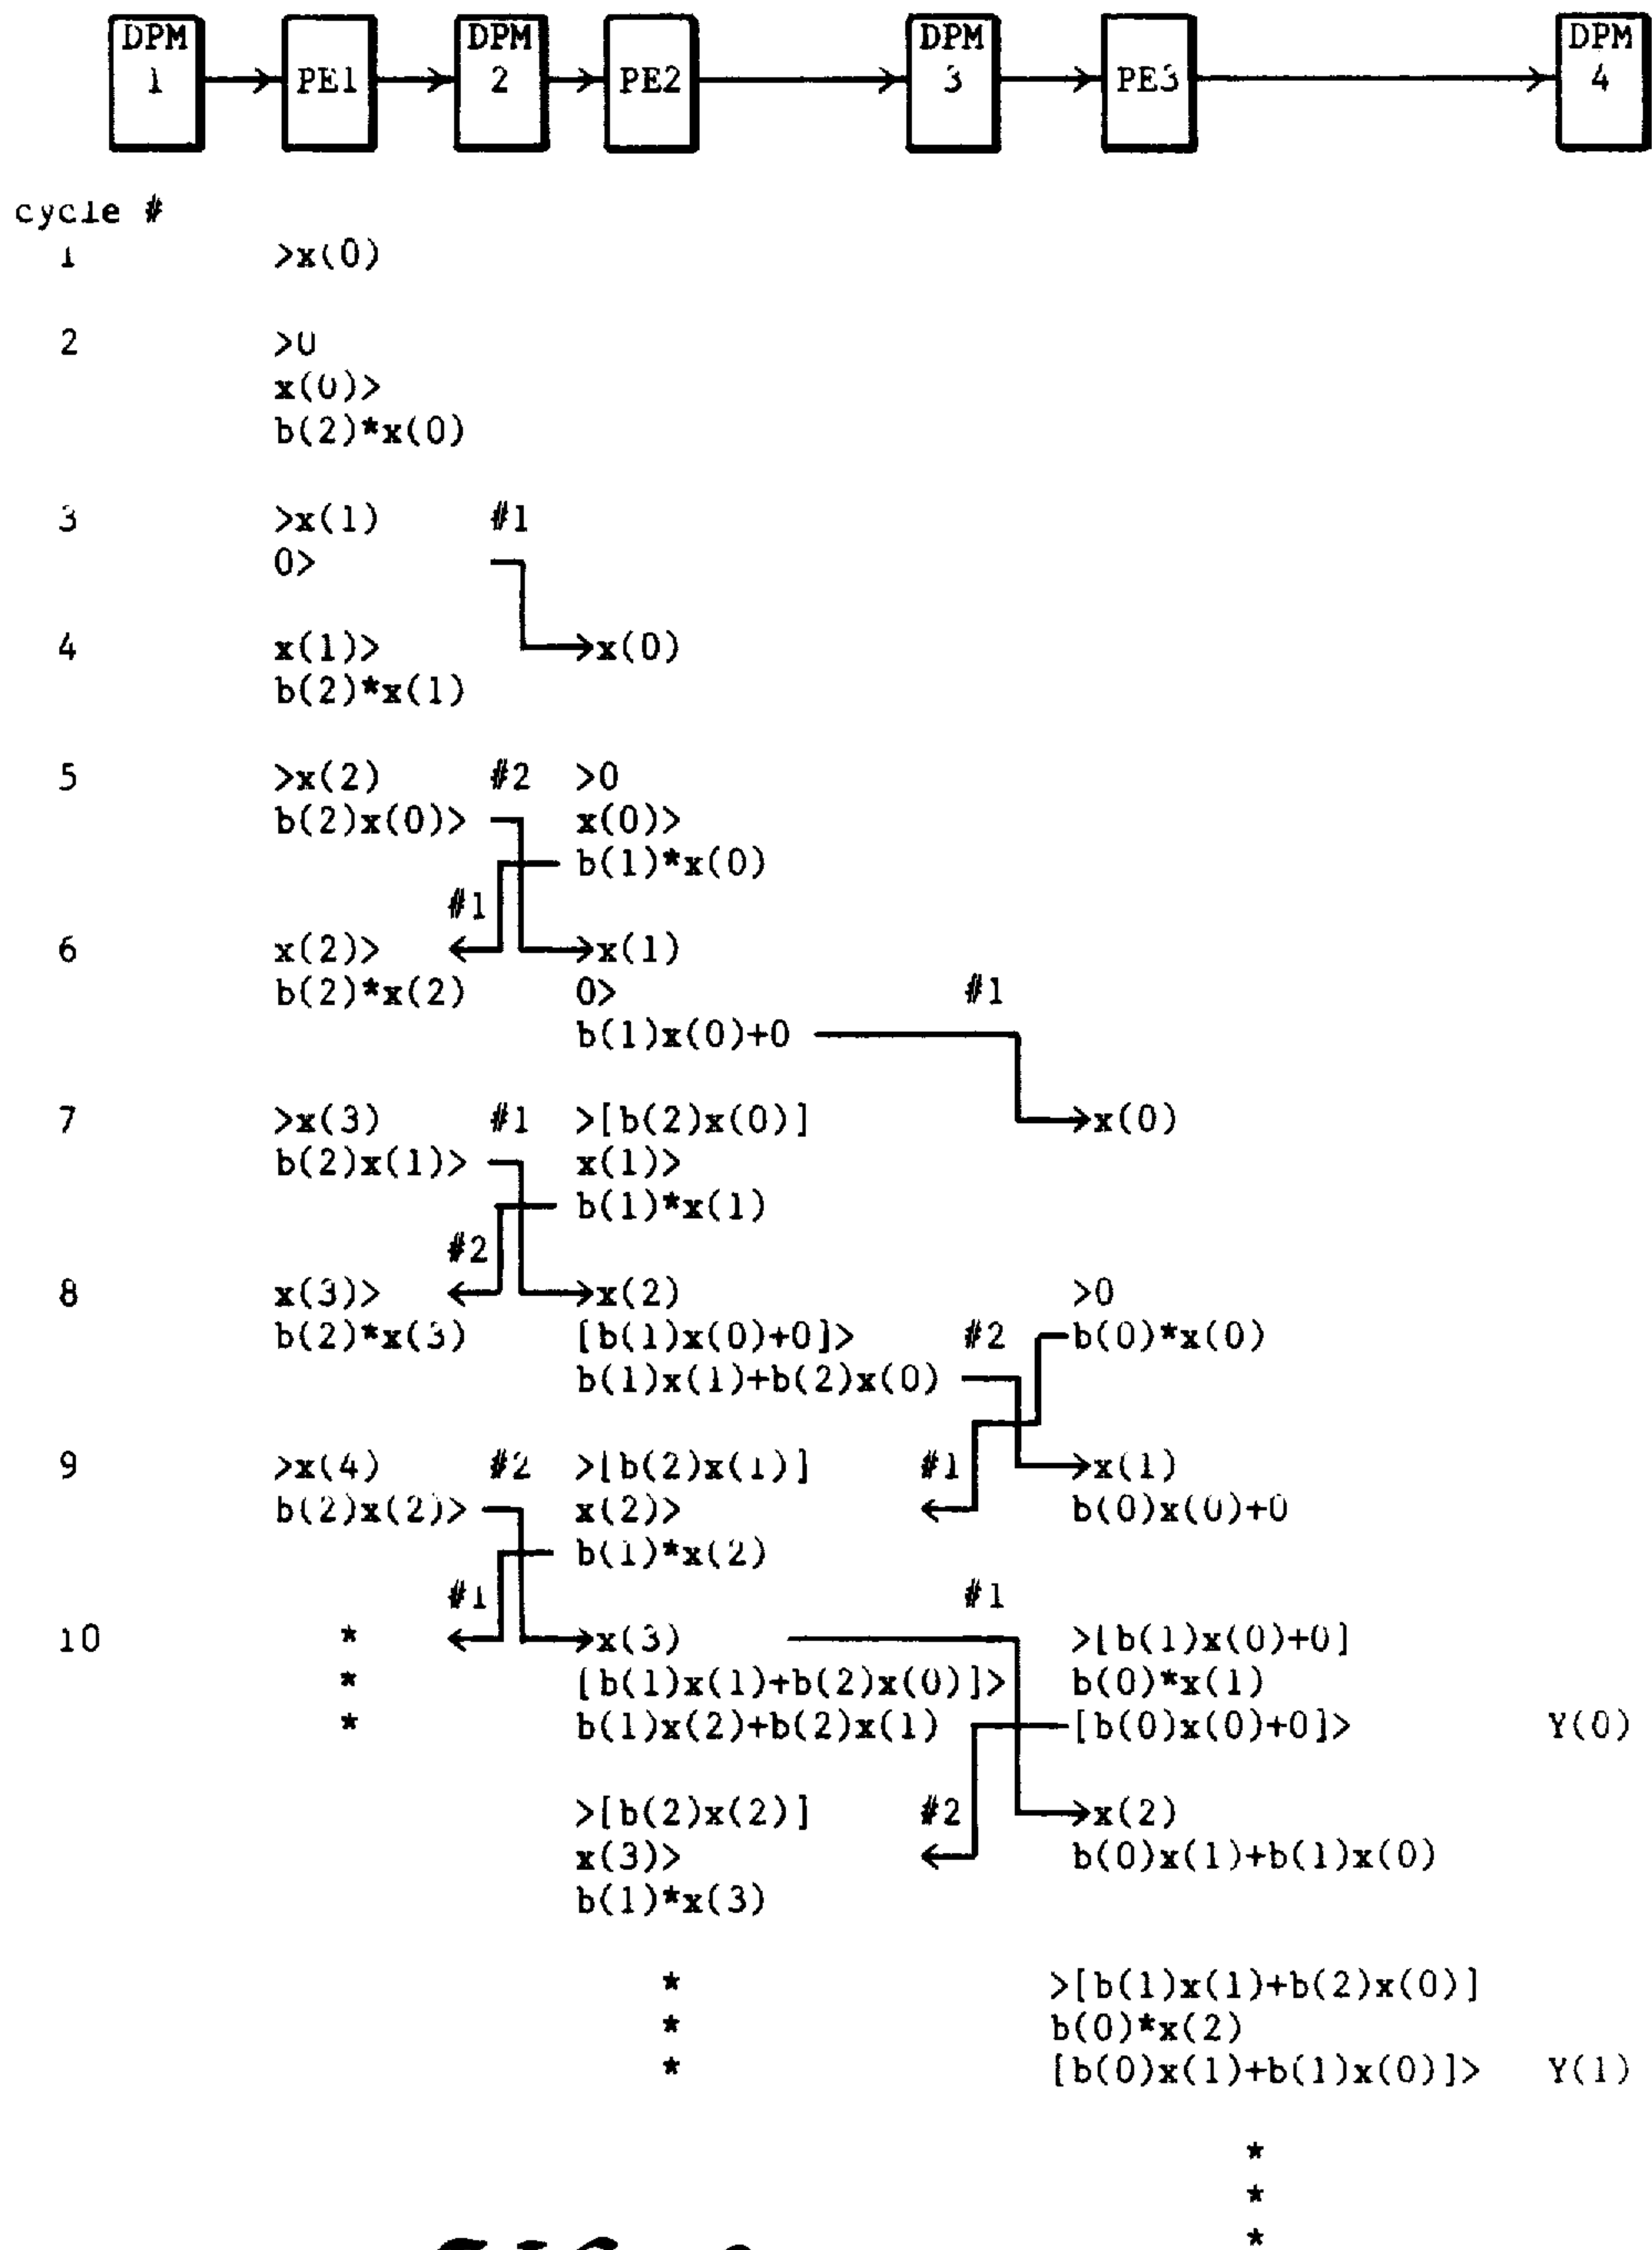 DPM 1 PE1 DPM 2 PE2 DPM 3 PE3 DPM 4
cycle #
1 >x(0)
2 >0
x(0)>
b(2)*x(0)
3 >x(1) #1
0>
4 x(1)> x(0)
b(2)*x(1)
5 >x(2) #2 >0
b(2)x(0)> x(0)>
b(1)*x(0)
#1
6 x(2)> x(1)
b(2)*x(2) 0> #1
b(1)x(0)+0
7 >x(3) #1 >[b(2)x(0)] x(0)
b(2)x(1)> x(1)>
b(1)*x(1)
#2
8 x(3)> x(2) >0
b(2)*x(3) [b(1)x(0)+0]> #2 b(0)*x(0)
b(1)x(1)+b(2)x(0)
9 >x(4) #2 >[b(2)x(1)] #1 x(1)
b(2)x(2)> x(2)> b(0)x(0)+0
b(1)*x(2)
#1 #1
10 * x(3) >[b(1)x(0)+0]
* [b(1)x(1)+b(2)x(0)]> b(0)*x(1)
* b(1)x(2)+b(2)x(1) [b(0)x(0)+0]> Y(0)
>[b(2)x(2)] #2 x(2)
x(3)> b(0)x(1)+b(1)x(0)
b(1)*x(3)
* >[b(1)x(1)+b(2)x(0)]
* b(0)*x(2)
* [b(0)x(1)+b(1)x(0)]> Y(1)
*
*
*